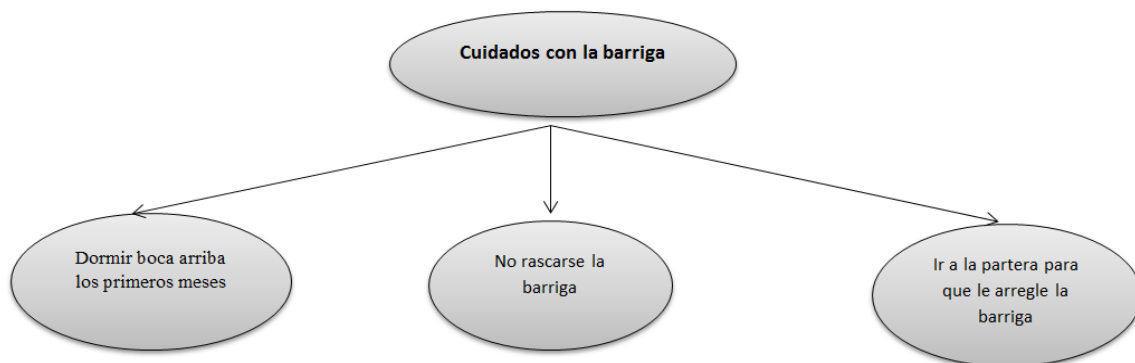 Cuidados con la barriga
Dormir boca arriba
los primeros meses
No rascarse la
barriga
Ir a la partera para
que le arregle la
barriga